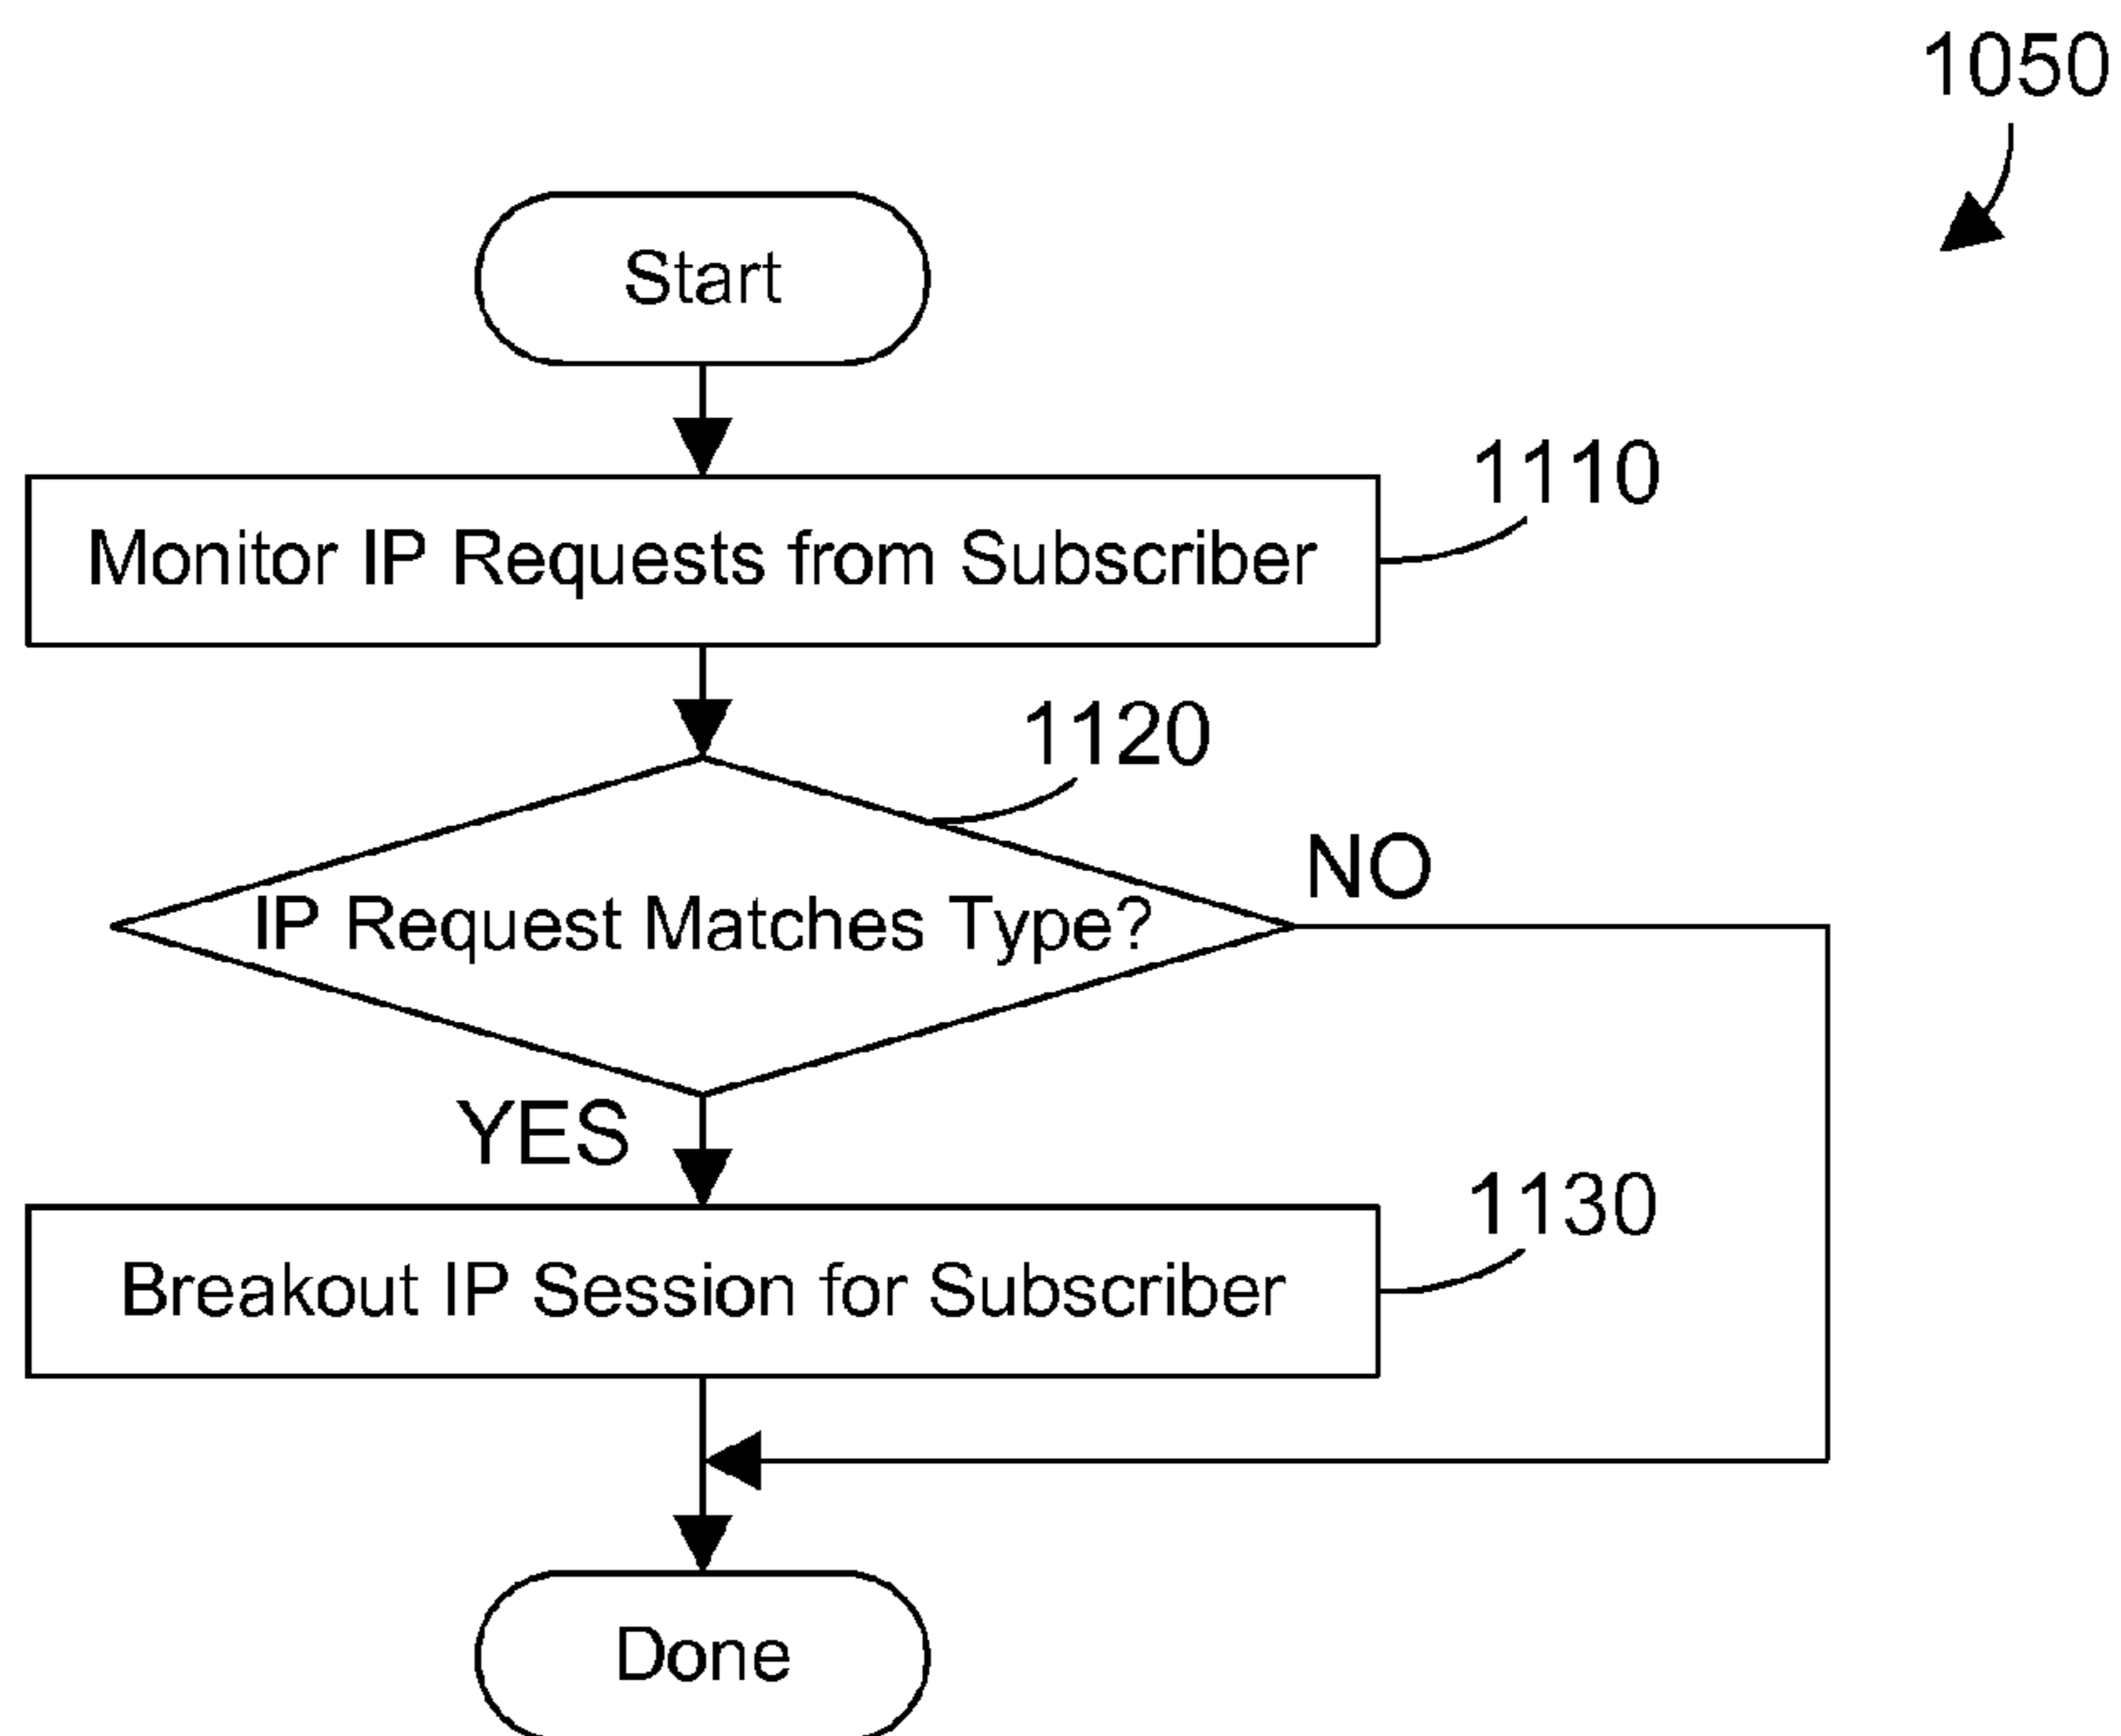 1050
Start
1110
Monitor IP Requests from Subscriber
1120
NO
IP Request Matches Type?
YES
1130
Breakout IP Session for Subscriber
Done